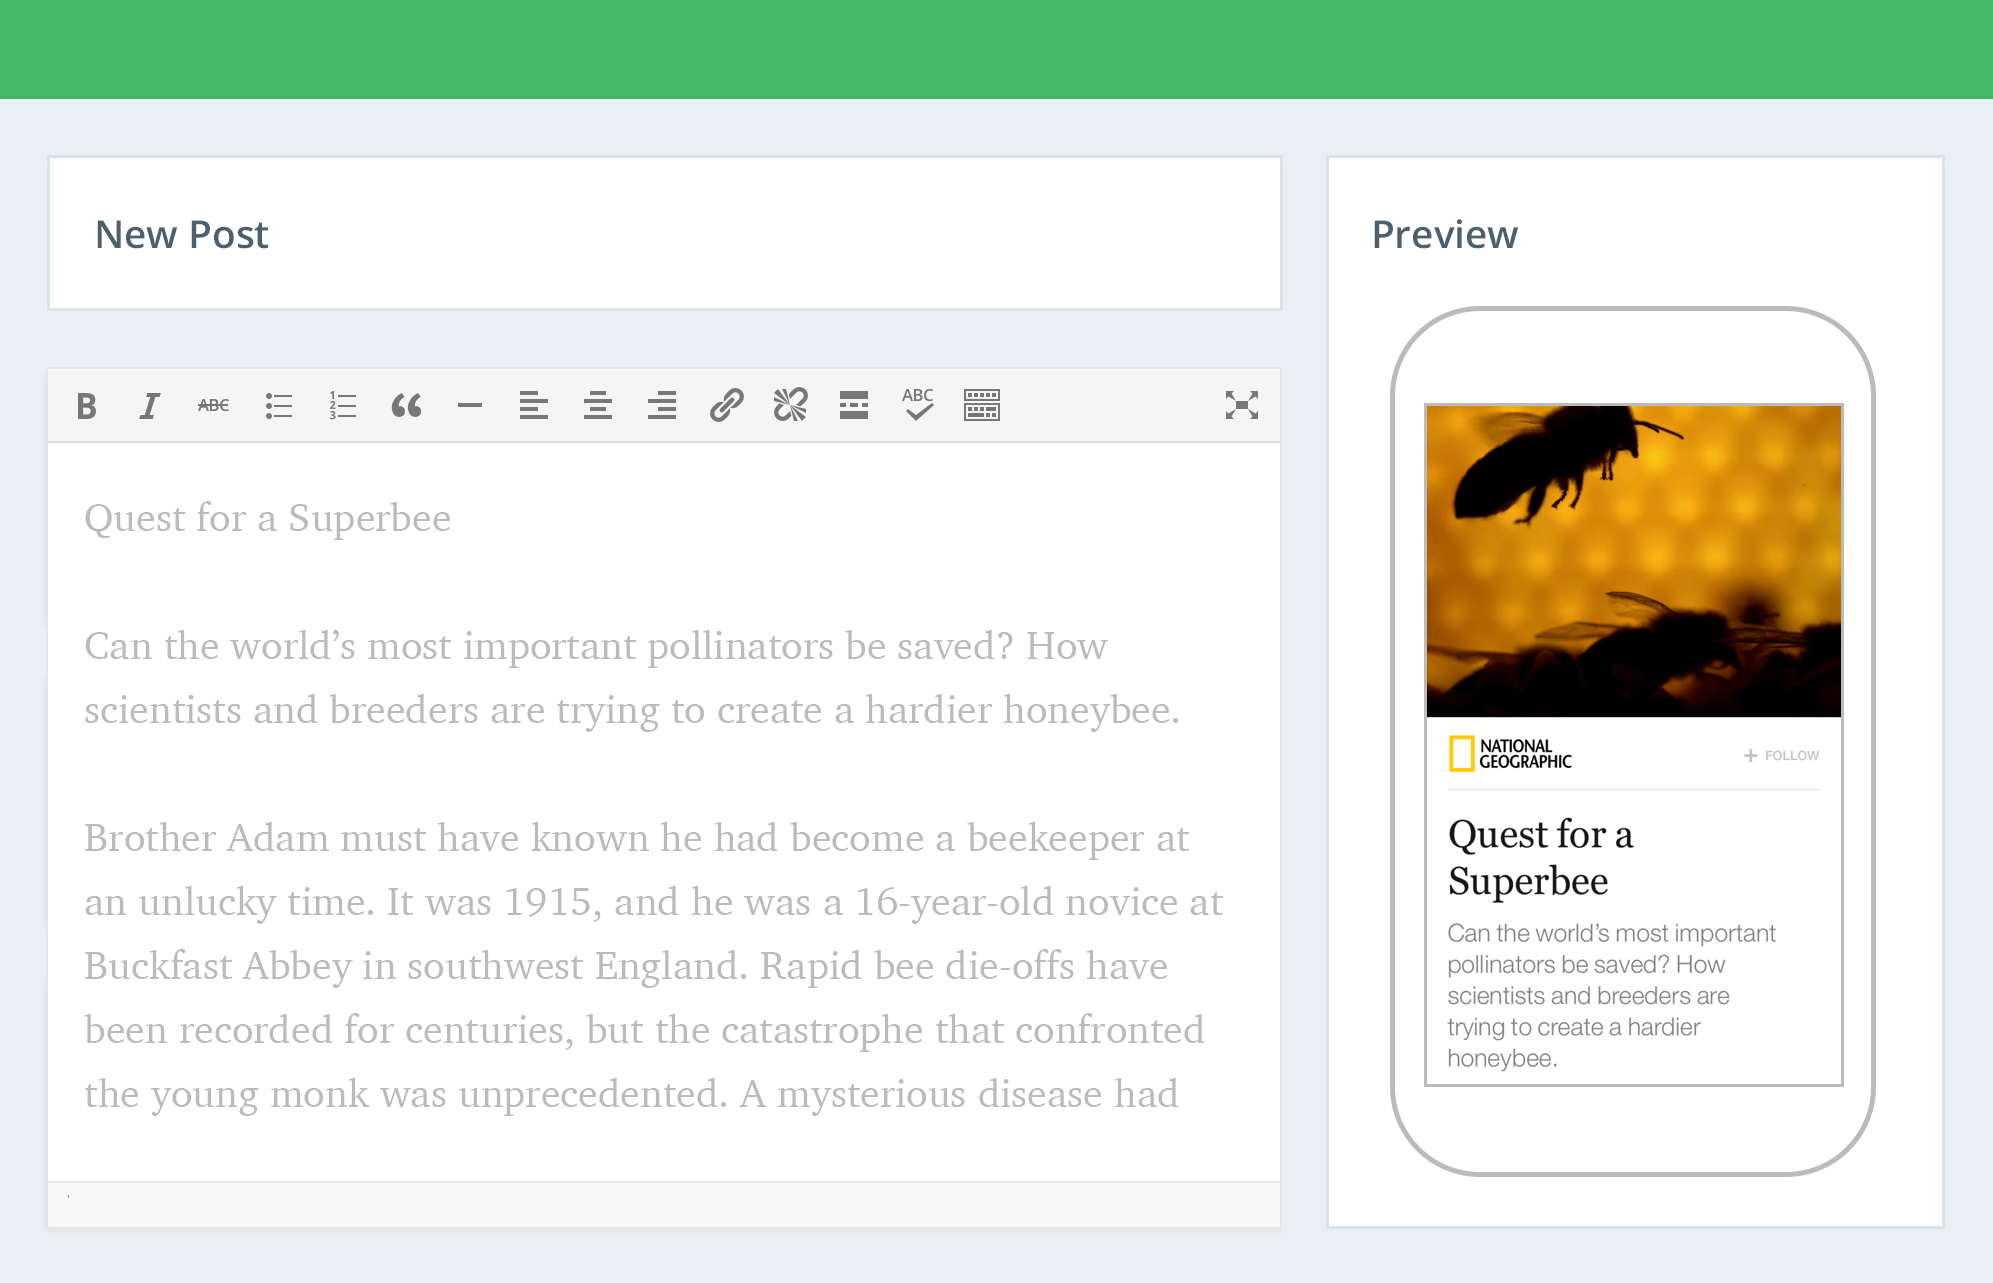 New Post
B I ABC 1 2 3 “ ABC
Quest for a Superbee
Can the world’s most important pollinators be saved? How
scientists and breeders are trying to create a hardier honeybee.
Brother Adam must have known he had become a beekeeper at
an unlucky time. It was 1915, and he was a 16-year-old novice at
Buckfast Abbey in southwest England. Rapid bee die-offs have
been recorded for centuries, but the catastrophe that confronted
the young monk was unprecedented. A mysterious disease had
Preview
NATIONAL
GEOGRAPHIC
+ FOLLOW
Quest for a
Superbee
Can the world’s most important
pollinators be saved? How
scientists and breeders are
trying to create a hardier
honeybee.